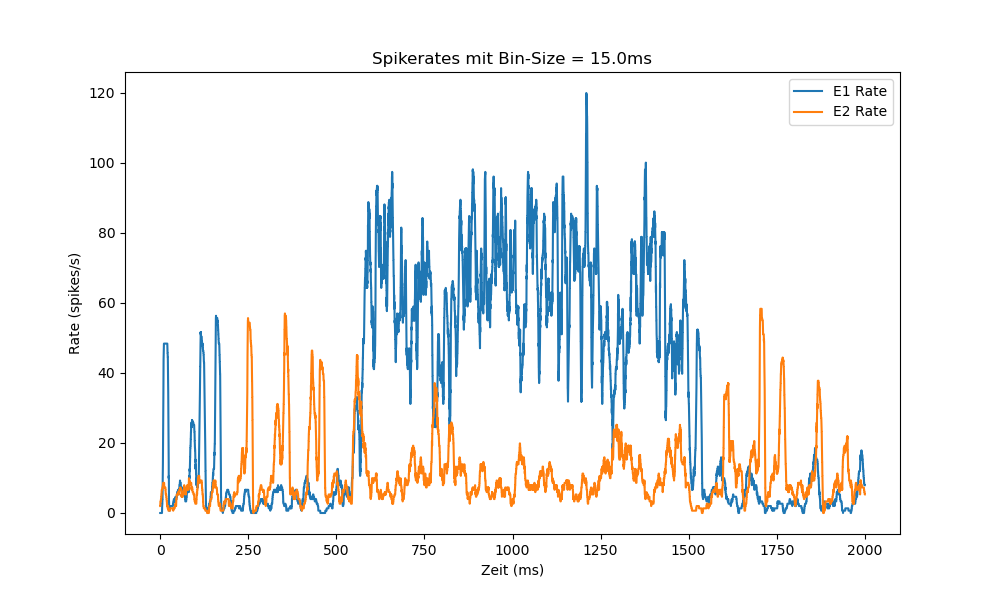 Spikerates mit Bin-Size = 15.0ms
E1 Rate
E2 Rate
Rate (spikes/s)
120
100
80
60
40
20
0
0 250 500 750 1000 1250 1500 1750 2000
Zeit (ms)